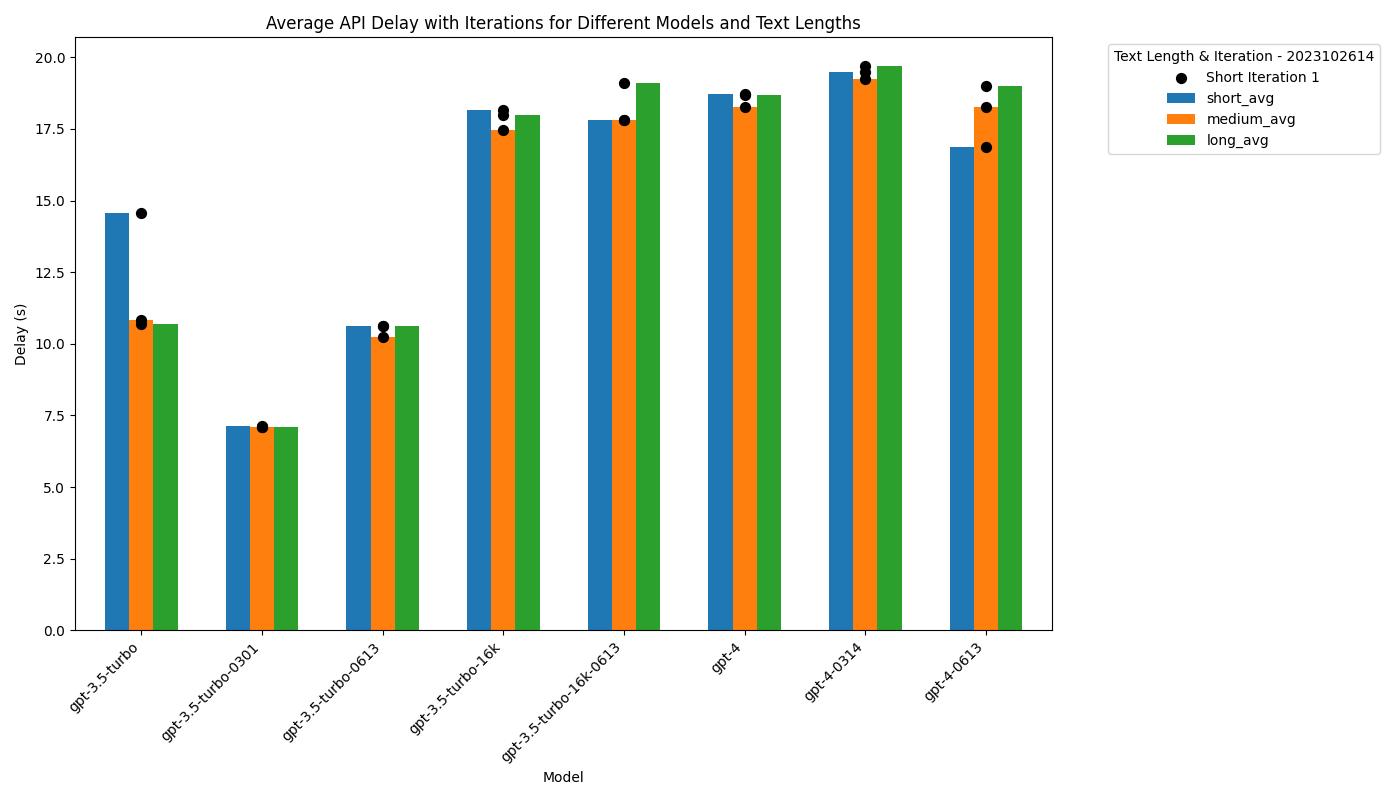 Average API Delay with Iterations for Different Models and Text Lengths
Text Length & Iteration - 2023102614
Short Iteration 1
short_avg
medium_avg
long_avg
Delay (s)
20.0
17.5
15.0
12.5
10.0
7.5
5.0
2.5
0.0
gpt-3.5-turbo
gpt-3.5-turbo-0301
gpt-3.5-turbo-0613
gpt-3.5-turbo-16k
gpt-3.5-turbo-16k-0613
gpt-4
gpt-4-0314
gpt-4-0613
Model